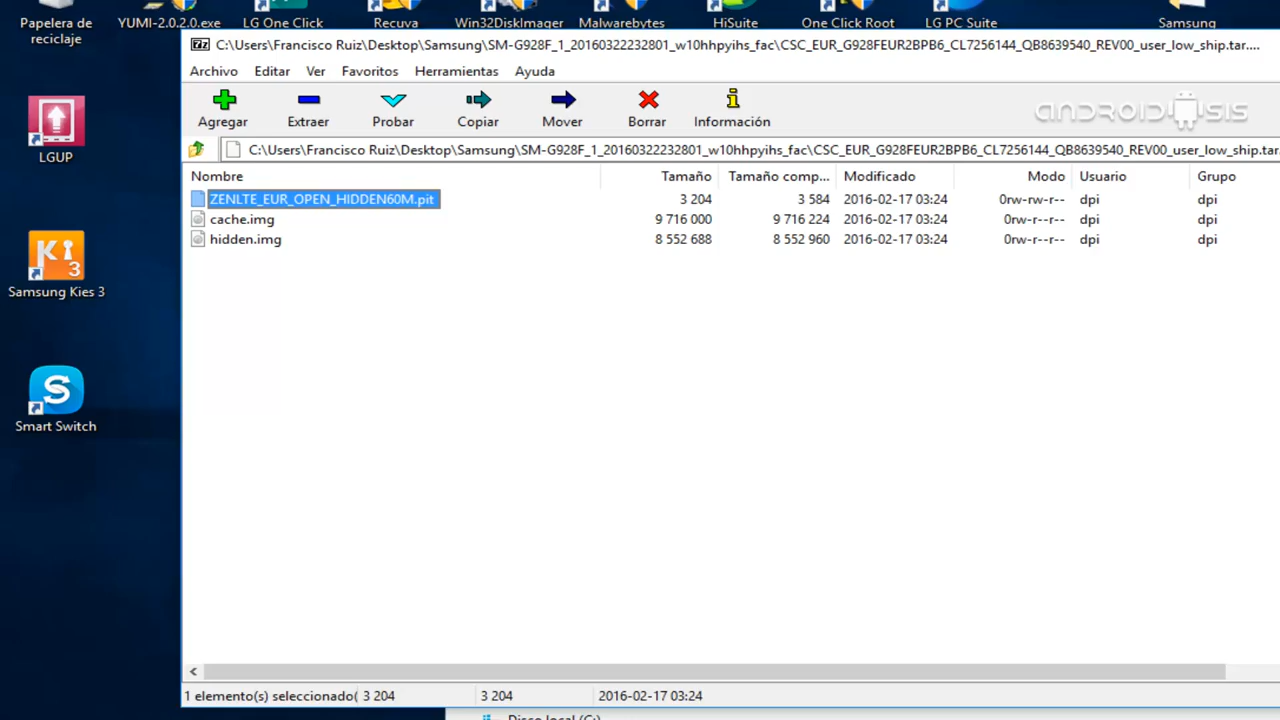 Papelera de reciclaje
YUMI-2.0.2.0.exe
LG One Click
Recuva
Win32DiskImager
Malwarebytes
HiSuite
One Click Root
LG PC Suite
Samsung
LGUP
Ki 3
Samsung Kies 3
S
Smart Switch
7z C:\Users\Francisco Ruiz\Desktop\Samsung\SM-G928F_1_20160322232801_w10hhpyihs_fac\CSC_EUR_G928FEUR2BPB6_CL7256144_QB8639540_REV00_user_low_ship.tar....
Archivo Editar Ver Favoritos Herramientas Ayuda
Agregar Extraer Probar Copiar Mover Borrar Información
ANDROIDSIS
C:\Users\Francisco Ruiz\Desktop\Samsung\SM-G928F_1_20160322232801_w10hhpyihs_fac\CSC_EUR_G928FEUR2BPB6_CL7256144_QB8639540_REV00_user_low_ship.tar.
Nombre Tamaño Tamaño comp... Modificado Modo Usuario Grupo
ZENLTE_EUR_OPEN_HIDDEN60M.pit 3 204 3 584 2016-02-17 03:24 0rw-rw-r-- dpi dpi
cache.img 9 716 000 9 716 224 2016-02-17 03:24 0rw-r--r-- dpi dpi
hidden.img 8 552 688 8 552 960 2016-02-17 03:24 0rw-r--r-- dpi dpi
1 elemento(s) seleccionado( 3 204 3 204 2016-02-17 03:24
Disco local (C:)